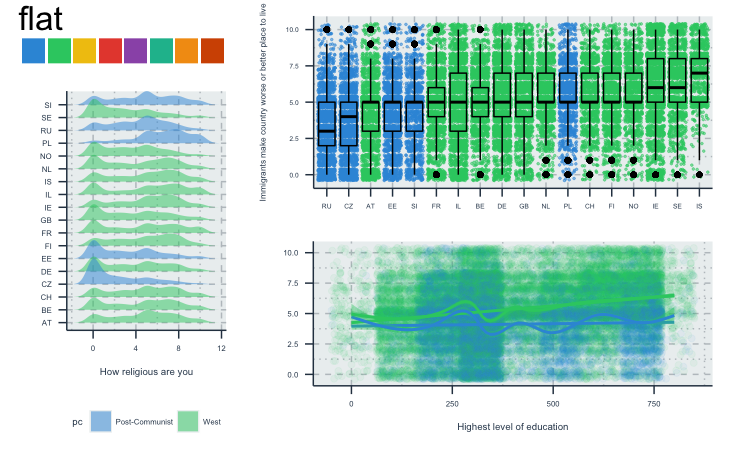 flat
SI
SE
RU
PL
NO
NL
IS
IL
IE
GB
FR
FI
EE
DE
CZ
CH
BE
AT
0
4
8
12
How religious are you
pc
Post-Communist
West
Immigrants make country worse or better place to live
10.0
7.5
5.0
2.5
0.0
RU CZ AT EE SI FR IL BE DE GB NL PL CH FI NO IE SE IS
10.0
7.5
5.0
2.5
0.0
0 250 500 750
Highest level of education